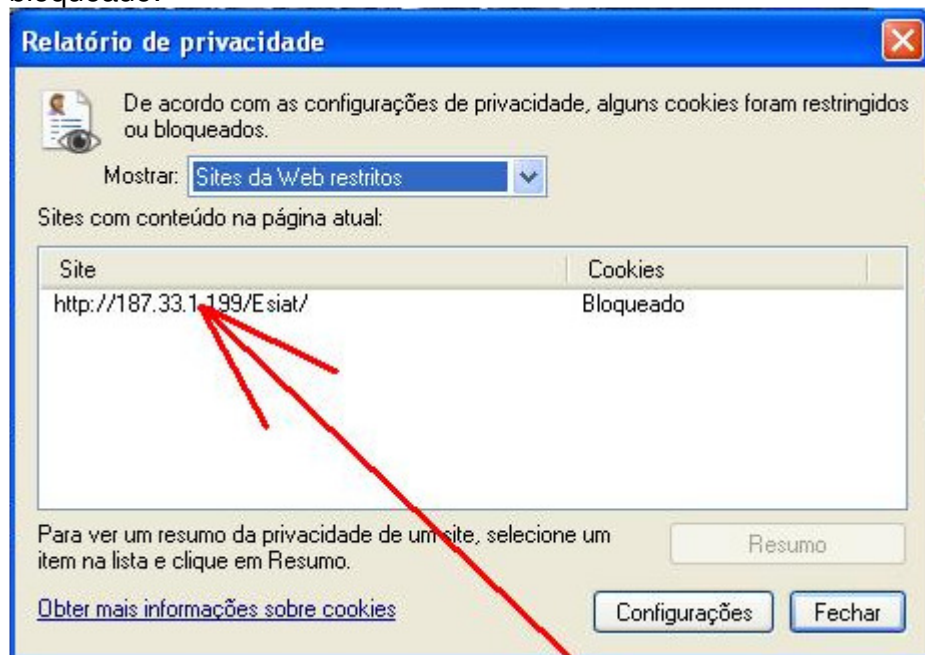 bloqueado.
Relatório de privacidade
De acordo com as configurações de privacidade, alguns cookies foram restringidos
ou bloqueados.
Mostrar: Sites da Web restritos
Sites com conteúdo na página atual:
Site Cookies
http://187.33.1.199/Esiat/ Bloqueado
Para ver um resumo da privacidade de um site, selecione um
item na lista e clique em Resumo.
Resumo
Obter mais informações sobre cookies
Configurações Fechar